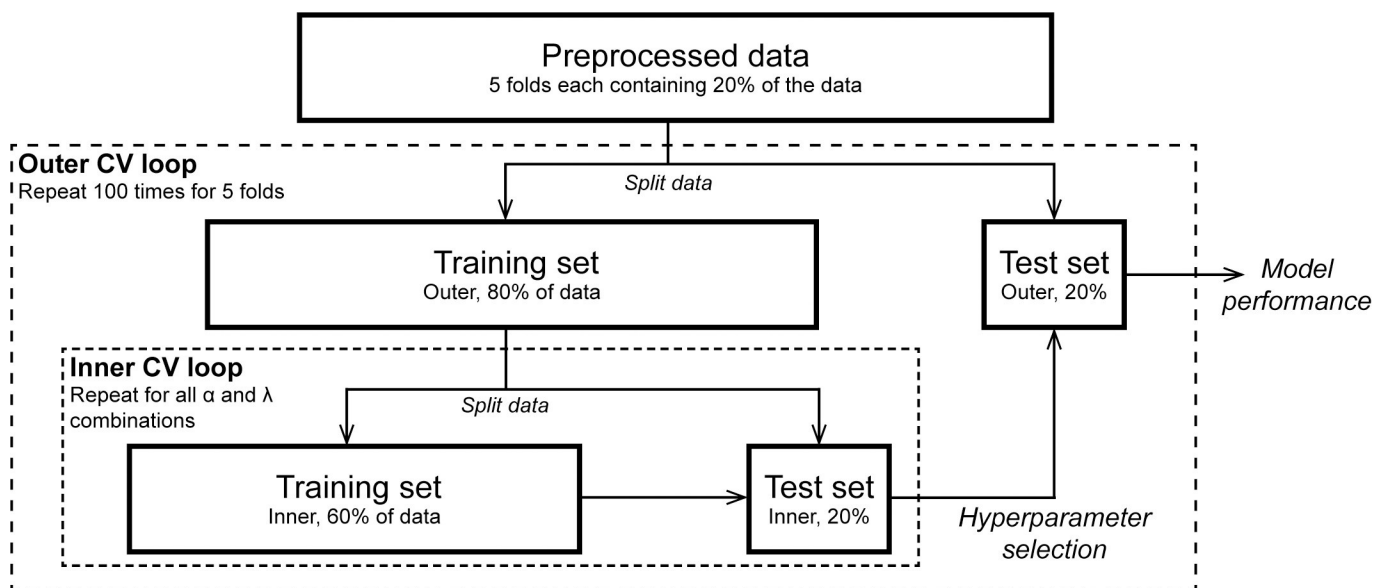 Preprocessed data
5 folds each containing 20% of the data
Outer CV loop
Repeat 100 times for 5 folds
Split data
Training set
Outer, 80% of data
Test set
Outer, 20%
Model
performance
Inner CV loop
Repeat for all α and λ
combinations
Split data
Training set
Inner, 60% of data
Test set
Inner, 20%
Hyperparameter
selection